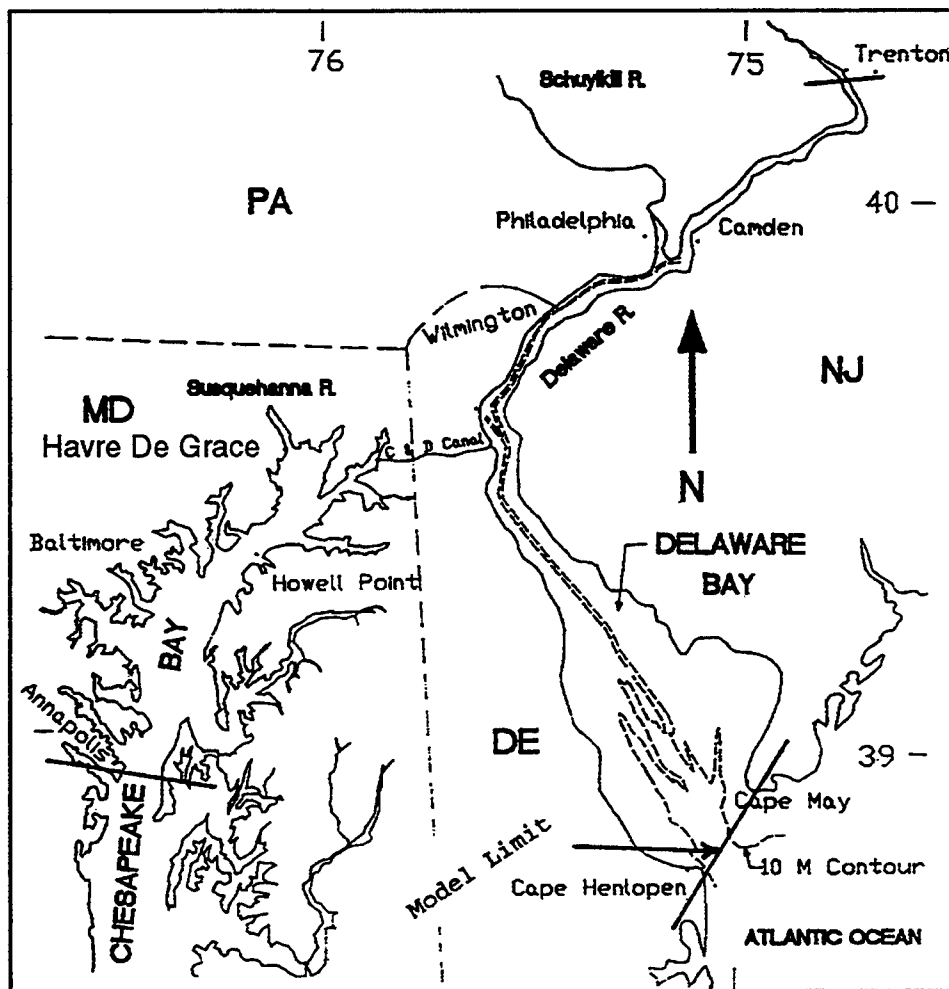 76
75
Trenton
Schuylkill R.
PA
40
Philadelphia
Camden
Wilmington
Delaware R.
NJ
Susquehanna R.
MD
Havre De Grace
C & D Canal
N
Baltimore
DELAWARE
BAY
Howell Point
BAY
Annapolis
DE
39
Cape May
CHESAPEAKE
Model Limit
10 M Contour
Cape Henlopen
ATLANTIC OCEAN